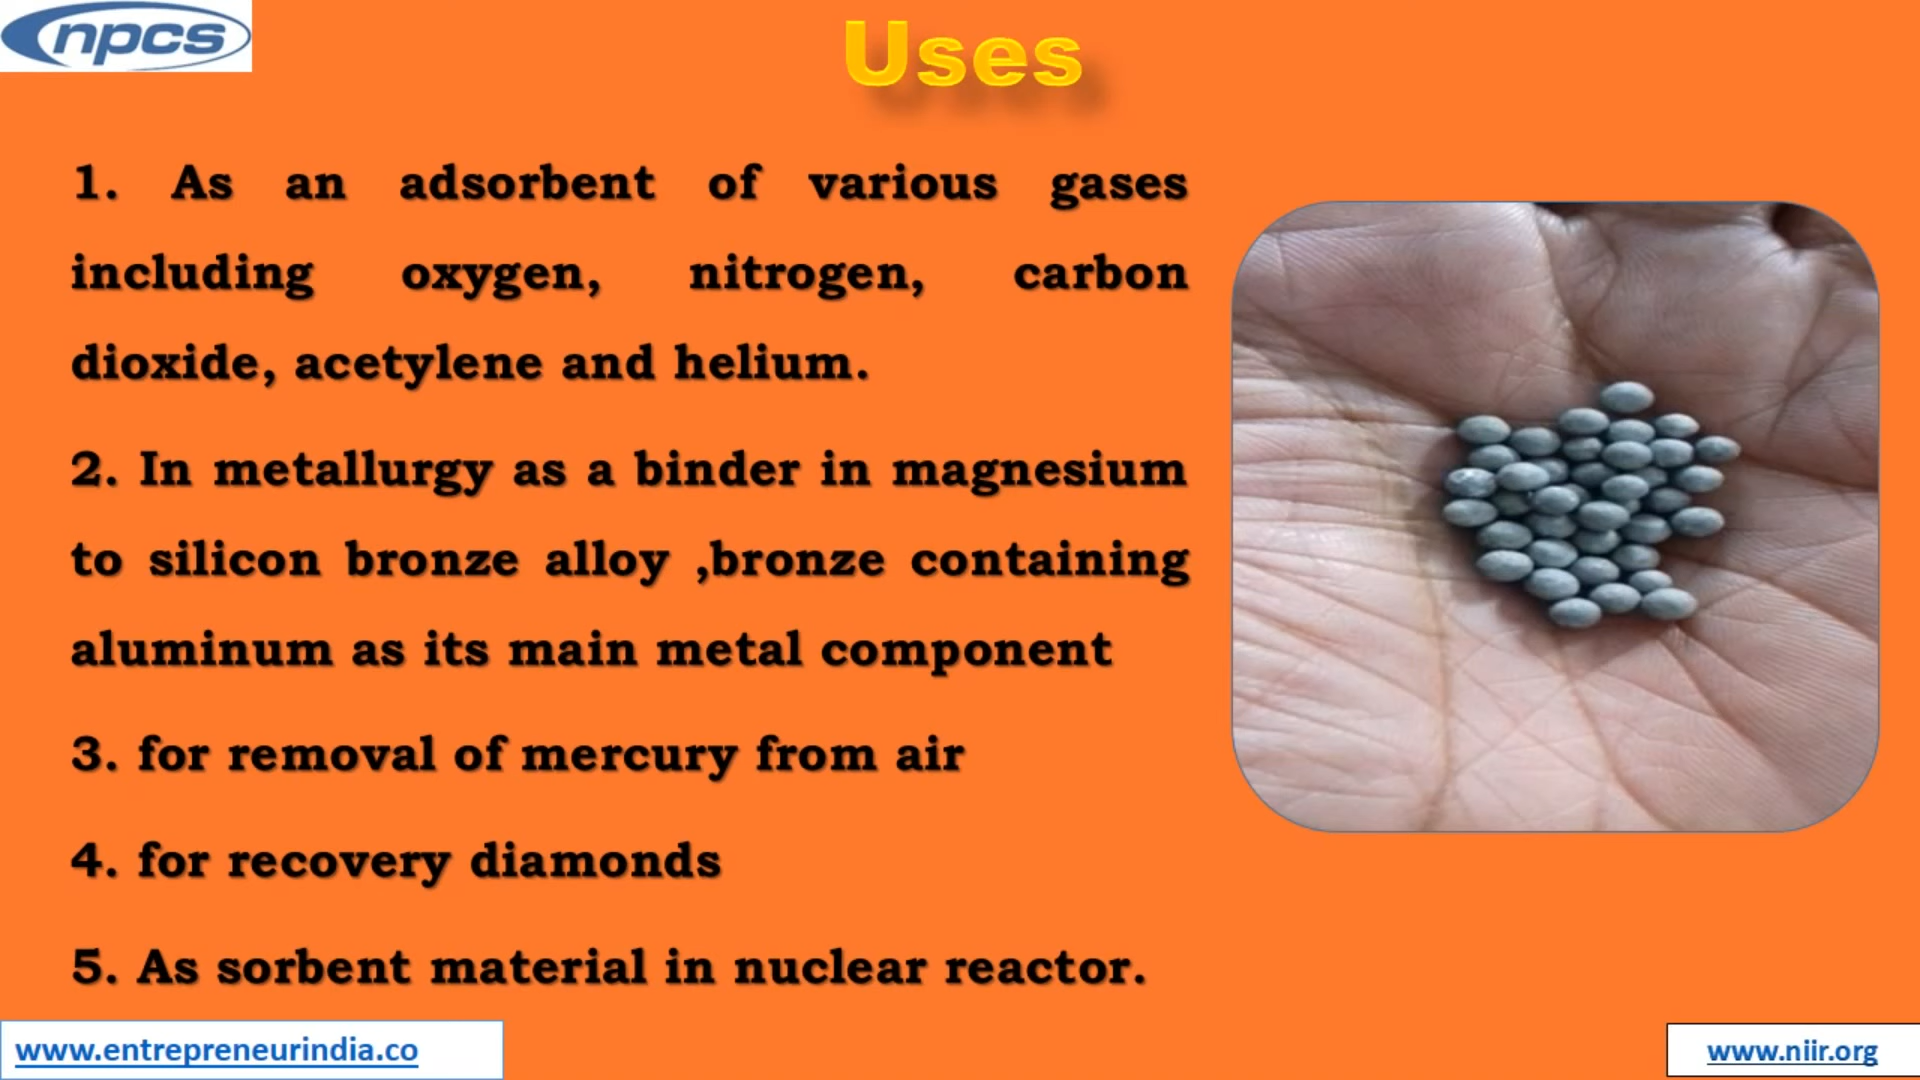 npcs
Uses
1. As an adsorbent of various gases
including oxygen, nitrogen, carbon
dioxide, acetylene and helium.
2. In metallurgy as a binder in magnesium
to silicon bronze alloy ,bronze containing
aluminum as its main metal component
3. for removal of mercury from air
4. for recovery diamonds
5. As sorbent material in nuclear reactor.
www.entrepreneurindia.co
www.niir.org